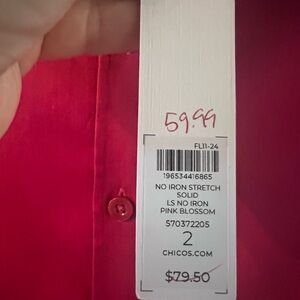 59.99
FL11-24
196534416865
NO IRON STRETCH
SOLID
LS NO IRON
PINK BLOSSOM
570372205
2
CHICOS.COM
$79.50